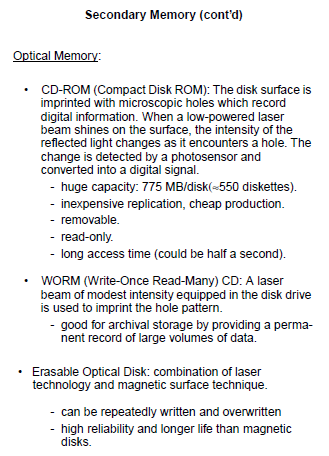 Secondary Memory (cont'd)
Optical Memory:
• CD-ROM (Compact Disk ROM): The disk surface is
imprinted with microscopic holes which record
digital information. When a low-powered laser
beam shines on the surface, the intensity of the
reflected light changes as it encounters a hole. The
change is detected by a photosensor and
converted into a digital signal.
- huge capacity: 775 MB/disk(≈550 diskettes).
- inexpensive replication, cheap production.
- removable.
- read-only.
- long access time (could be half a second).
• WORM (Write-Once Read-Many) CD: A laser
beam of modest intensity equipped in the disk drive
is used to imprint the hole pattern.
- good for archival storage by providing a perma-
nent record of large volumes of data.
• Erasable Optical Disk: combination of laser
technology and magnetic surface technique.
- can be repeatedly written and overwritten
- high reliability and longer life than magnetic
disks.